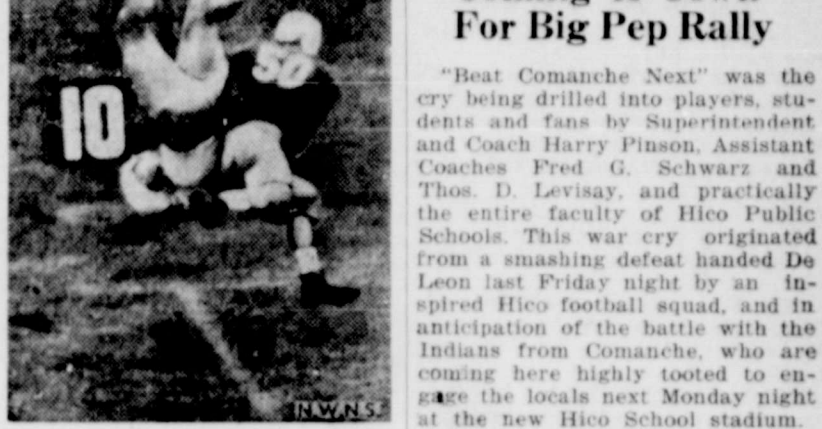 10
50
N.W.N.S.
For Big Pep Rally
"Beat Comanche Next" was the
cry being drilled into players, stu-
dents and fans by Superintendent
and Coach Harry Pinson, Assistant
Coaches Fred G. Schwarz and
Thos. D. Levisay, and practically
the entire faculty of Hico Public
Schools. This war cry originated
from a smashing defeat handed De
Leon last Friday night by an in-
spired Hico football squad, and in
anticipation of the battle with the
Indians from Comanche, who are
coming here highly tooted to en-
gage the locals next Monday night
at the new Hico School stadium.